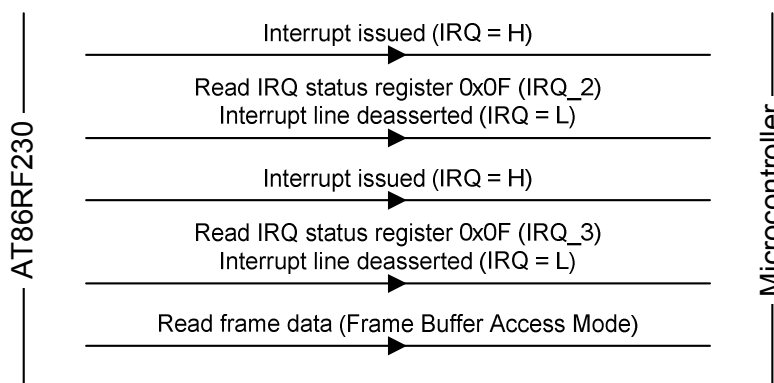 Interrupt issued (IRQ = H)
Read IRQ status register 0x0F (IRQ_2)
Interrupt line deasserted (IRQ = L)
Interrupt issued (IRQ = H)
Read IRQ status register 0x0F (IRQ_3)
Interrupt line deasserted (IRQ = L)
Read frame data (Frame Buffer Access Mode)
AT86RF230
Microcontroller